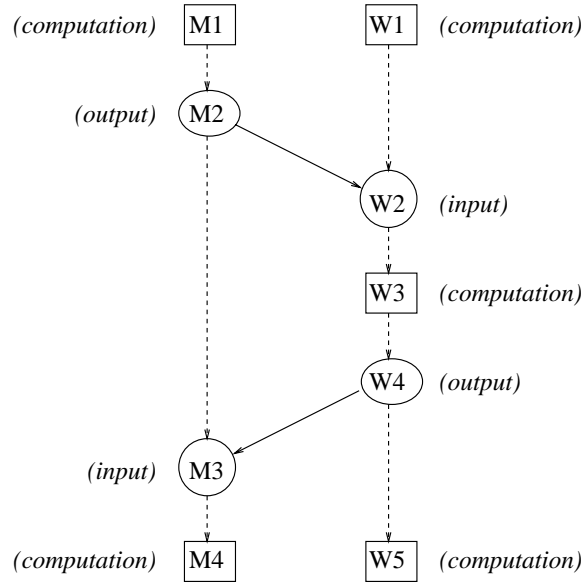 (computation) M1 W1 (computation)
(output) M2
W2 (input)
W3 (computation)
W4 (output)
(input) M3
(computation) M4 W5 (computation)